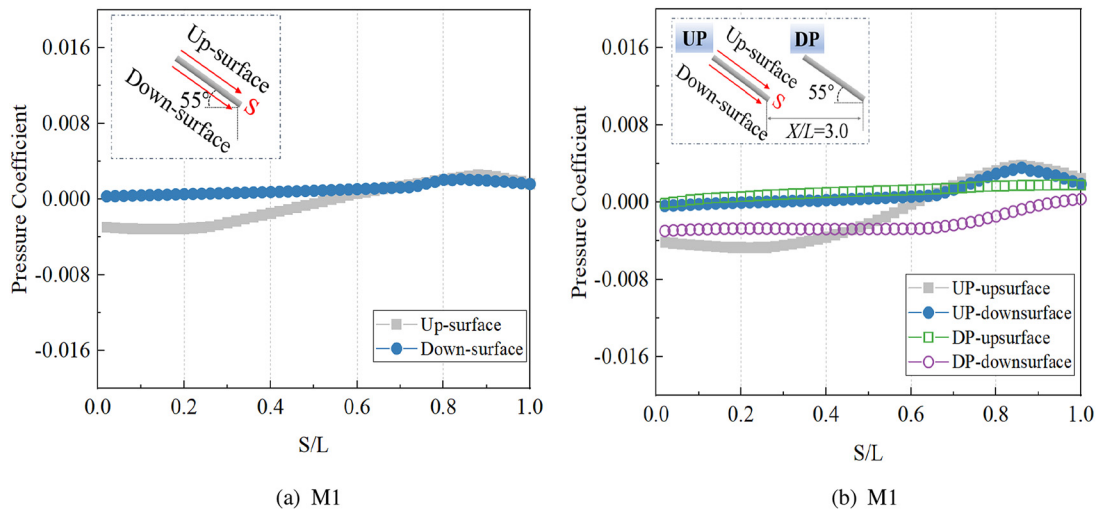 0.016
0.008
0.000
-0.008
-0.016
Pressure Coefficient
Up-surface
Down-surface
55°
S
Up-surface
Down-surface
0.0 0.2 0.4 0.6 0.8 1.0
S/L
(a) M1
0.016
0.008
0.000
-0.008
-0.016
Pressure Coefficient
UP
DP
Up-surface
Down-surface
S
55°
X/L=3.0
UP-upsurface
UP-downsurface
DP-upsurface
DP-downsurface
0.0 0.2 0.4 0.6 0.8 1.0
S/L
(b) M1